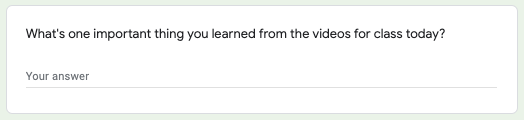 What's one important thing you learned from the videos for class today?
Your answer